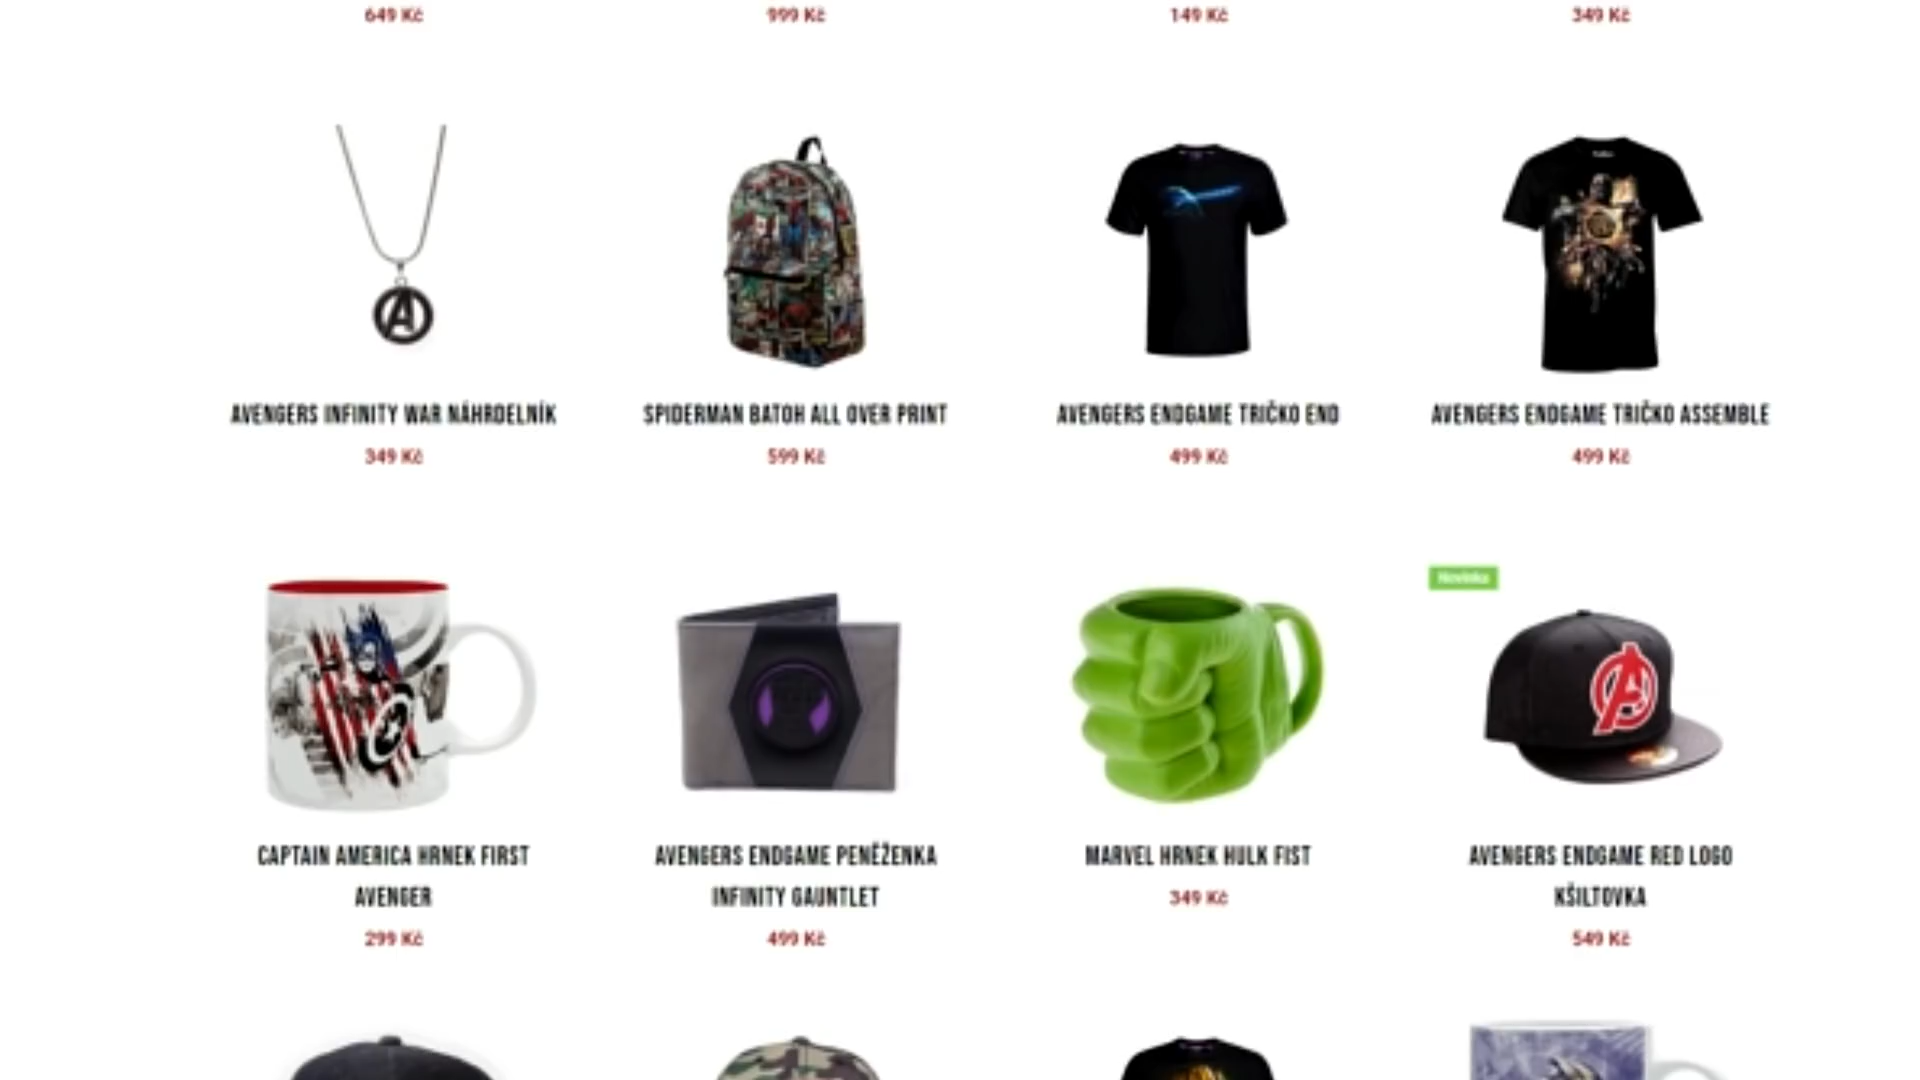 649 Kč
999 Kč
149 Kč
349 Kč
AVENGERS INFINITY WAR NÁHRDELNÍK
SPIDERMAN BATOH ALL OVER PRINT
AVENGERS ENDGAME TRIČKO END
AVENGERS ENDGAME TRIČKO ASSEMBLE
349 Kč
599 Kč
499 Kč
499 Kč
Novinka
CAPTAIN AMERICA HRNEK FIRST
AVENGER
299 Kč
AVENGERS ENDGAME PENĚŽENKA
INFINITY GAUNTLET
499 Kč
MARVEL HRNEK HULK FIST
349 Kč
AVENGERS ENDGAME RED LOGO
KŠILTOVKA
549 Kč